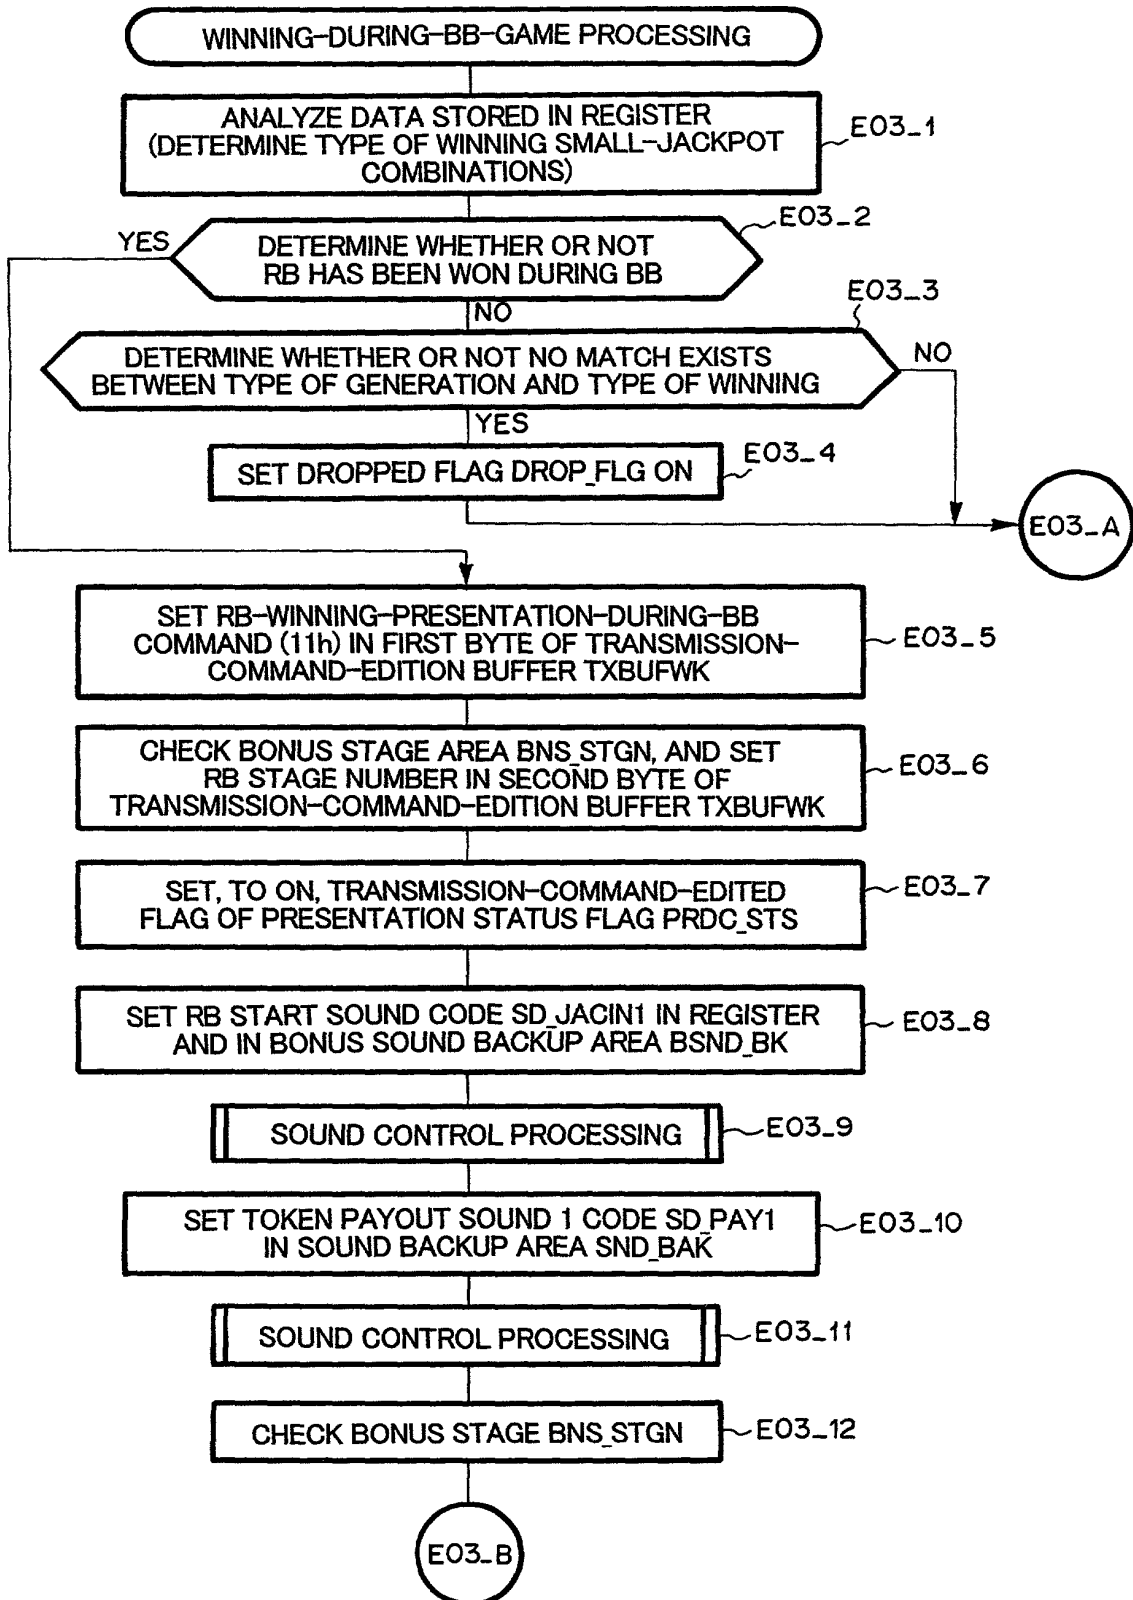 WINNING-DURING-BB-GAME PROCESSING
ANALYZE DATA STORED IN REGISTER
(DETERMINE TYPE OF WINNING SMALL-JACKPOT
COMBINATIONS)
E03_1
E03_2
YES
DETERMINE WHETHER OR NOT
RB HAS BEEN WON DURING BB
NO
E03_3
DETERMINE WHETHER OR NOT NO MATCH EXISTS
BETWEEN TYPE OF GENERATION AND TYPE OF WINNING
NO
YES
SET DROPPED FLAG DROP_FLG ON
E03_4
E03_A
SET RB-WINNING-PRESENTATION-DURING-BB
COMMAND (11h) IN FIRST BYTE OF TRANSMISSION-
COMMAND-EDITION BUFFER TXBUFWK
E03_5
CHECK BONUS STAGE AREA BNS_STGN, AND SET
RB STAGE NUMBER IN SECOND BYTE OF
TRANSMISSION-COMMAND-EDITION BUFFER TXBUFWK
E03_6
SET, TO ON, TRANSMISSION-COMMAND-EDITED
FLAG OF PRESENTATION STATUS FLAG PRDC_STS
E03_7
SET RB START SOUND CODE SD_JACIN1 IN REGISTER
AND IN BONUS SOUND BACKUP AREA BSND_BK
E03_8
SOUND CONTROL PROCESSING
E03_9
SET TOKEN PAYOUT SOUND 1 CODE SD_PAY1
IN SOUND BACKUP AREA SND_BAK
E03_10
SOUND CONTROL PROCESSING
E03_11
CHECK BONUS STAGE BNS_STGN
E03_12
E03_B